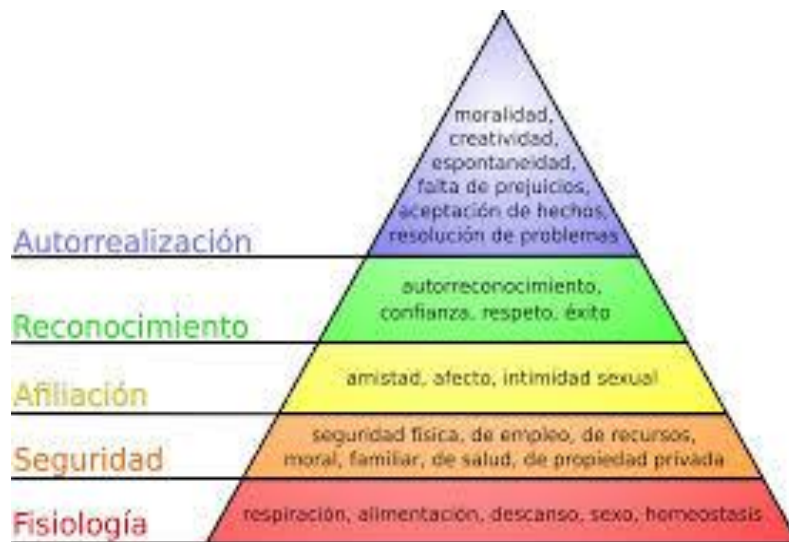 moralidad,
creatividad,
espontaneidad,
falta de prejuicios,
aceptación de hechos,
resolución de problemas
Autorrealización
autorreconocimiento,
confianza, respeto, éxito
Reconocimiento
amistad, afecto, intimidad sexual
Afiliación
seguridad física, de empleo, de recursos,
moral, familiar, de salud, de propiedad privada
Seguridad
respiración, alimentación, descanso, sexo, homeostasis
Fisiología